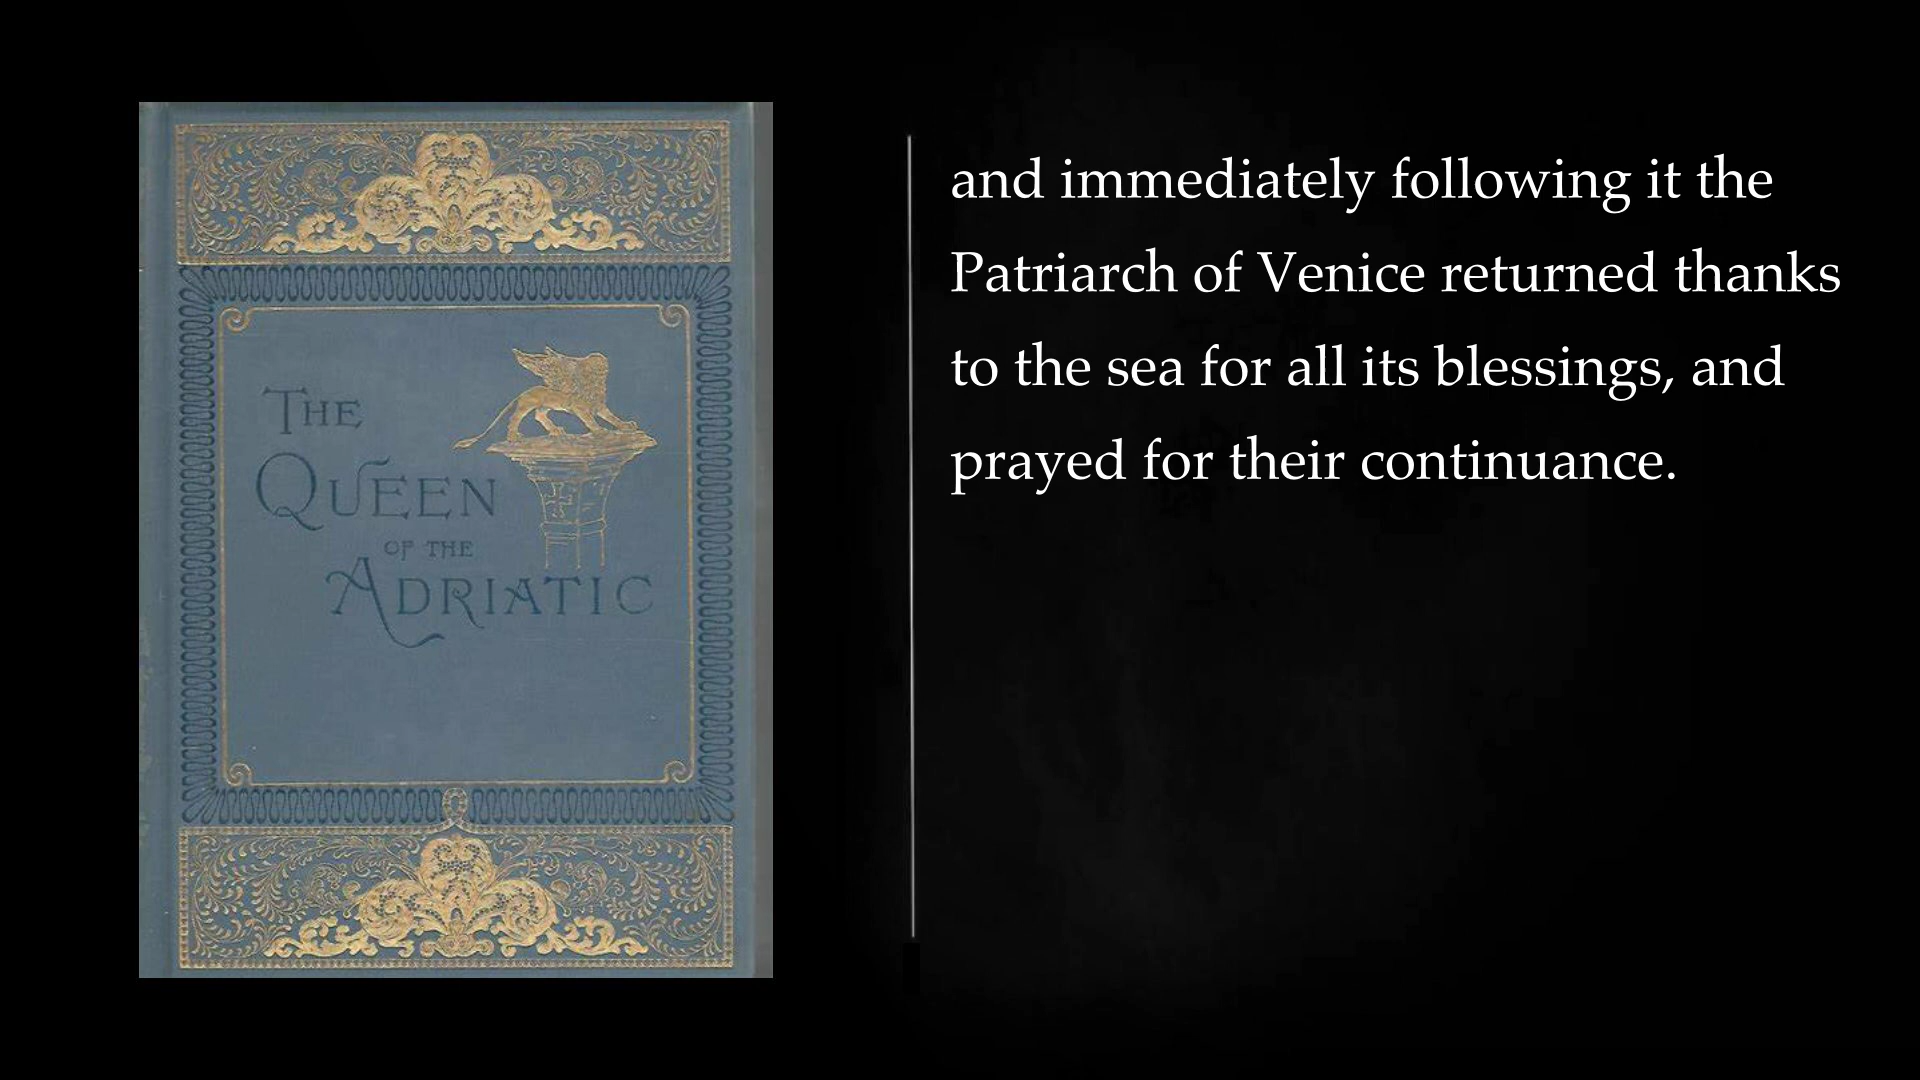 THE
QUEEN
OF THE
ADRIATIC
and immediately following it the
Patriarch of Venice returned thanks
to the sea for all its blessings, and
prayed for their continuance.